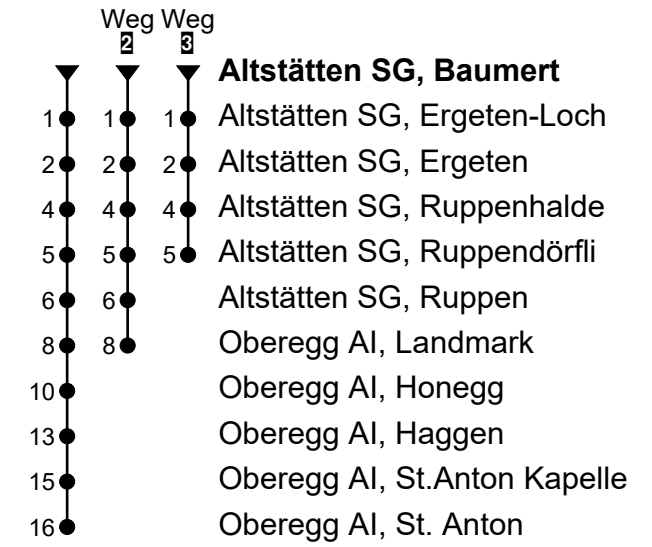 Weg Weg
2 3
Altstätten SG, Baumert
1 1 1 Altstätten SG, Ergeten-Loch
2 2 2 Altstätten SG, Ergeten
4 4 4 Altstätten SG, Ruppenhalde
5 5 5 Altstätten SG, Ruppendörfli
6 6 Altstätten SG, Ruppen
8 8 Oberegg AI, Landmark
10 Oberegg AI, Honegg
13 Oberegg AI, Haggen
15 Oberegg AI, St.Anton Kapelle
16 Oberegg AI, St. Anton